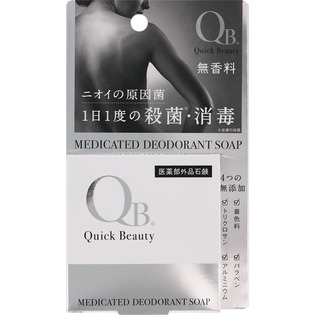 QB®
Quick Beauty
無香料
ニオイの原因菌
1日1度の殺菌・消毒
MEDICATED DEODORANT SOAP
医薬部外品石鹸
QB®
Quick Beauty
MEDICATED DEODORANT SOAP
4つの
無添加
着色料
パラベン
トリクロサン
アルミニウム